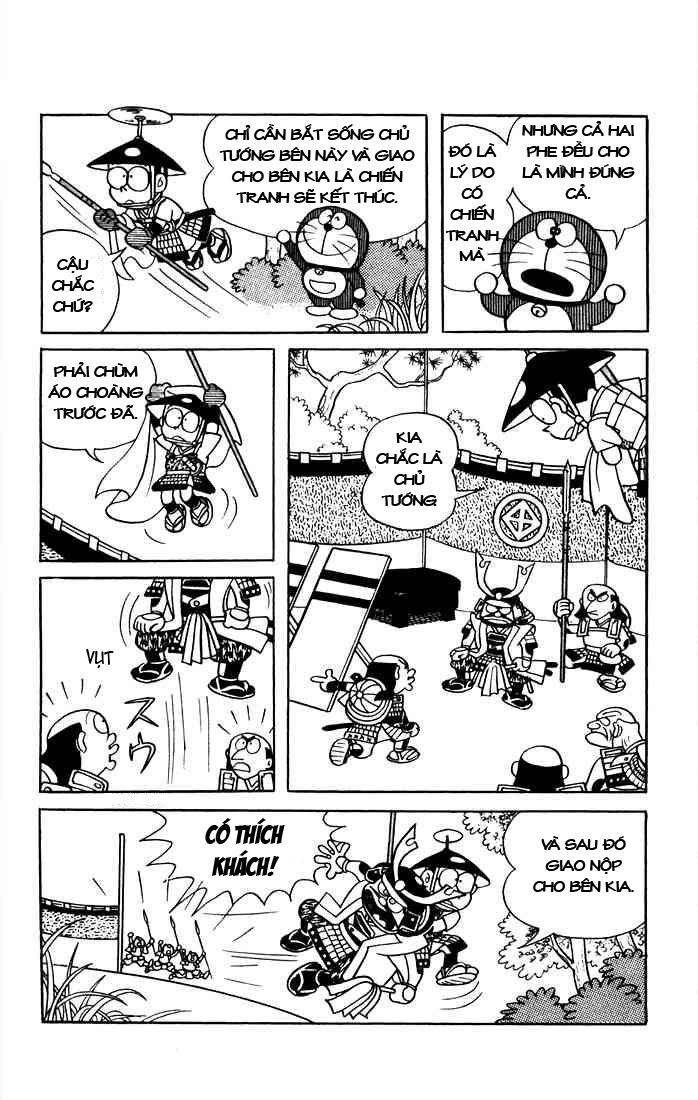 CHỈ CẦN BẮT SỐNG CHỦ
TƯỚNG BÊN NÀY VÀ GIAO
CHO BÊN KIA LÀ CHIẾN
TRANH SẼ KẾT THÚC.
CẬU
CHẮC
CHỨ?
NHƯNG CẢ HAI
PHE ĐỀU CHO
LÀ MÌNH ĐÚNG
CẢ.
ĐÓ LÀ
LÝ DO
CÓ
CHIẾN
TRANH
MÀ
PHẢI CHÙM
ÁO CHOÀNG
TRƯỚC ĐÃ.
KIA
CHẮC LÀ
CHỦ
TƯỚNG
VỤT
スウ
CÓ THÍCH
KHÁCH!
VÀ SAU ĐÓ
GIAO NỘP
CHO BÊN KIA.